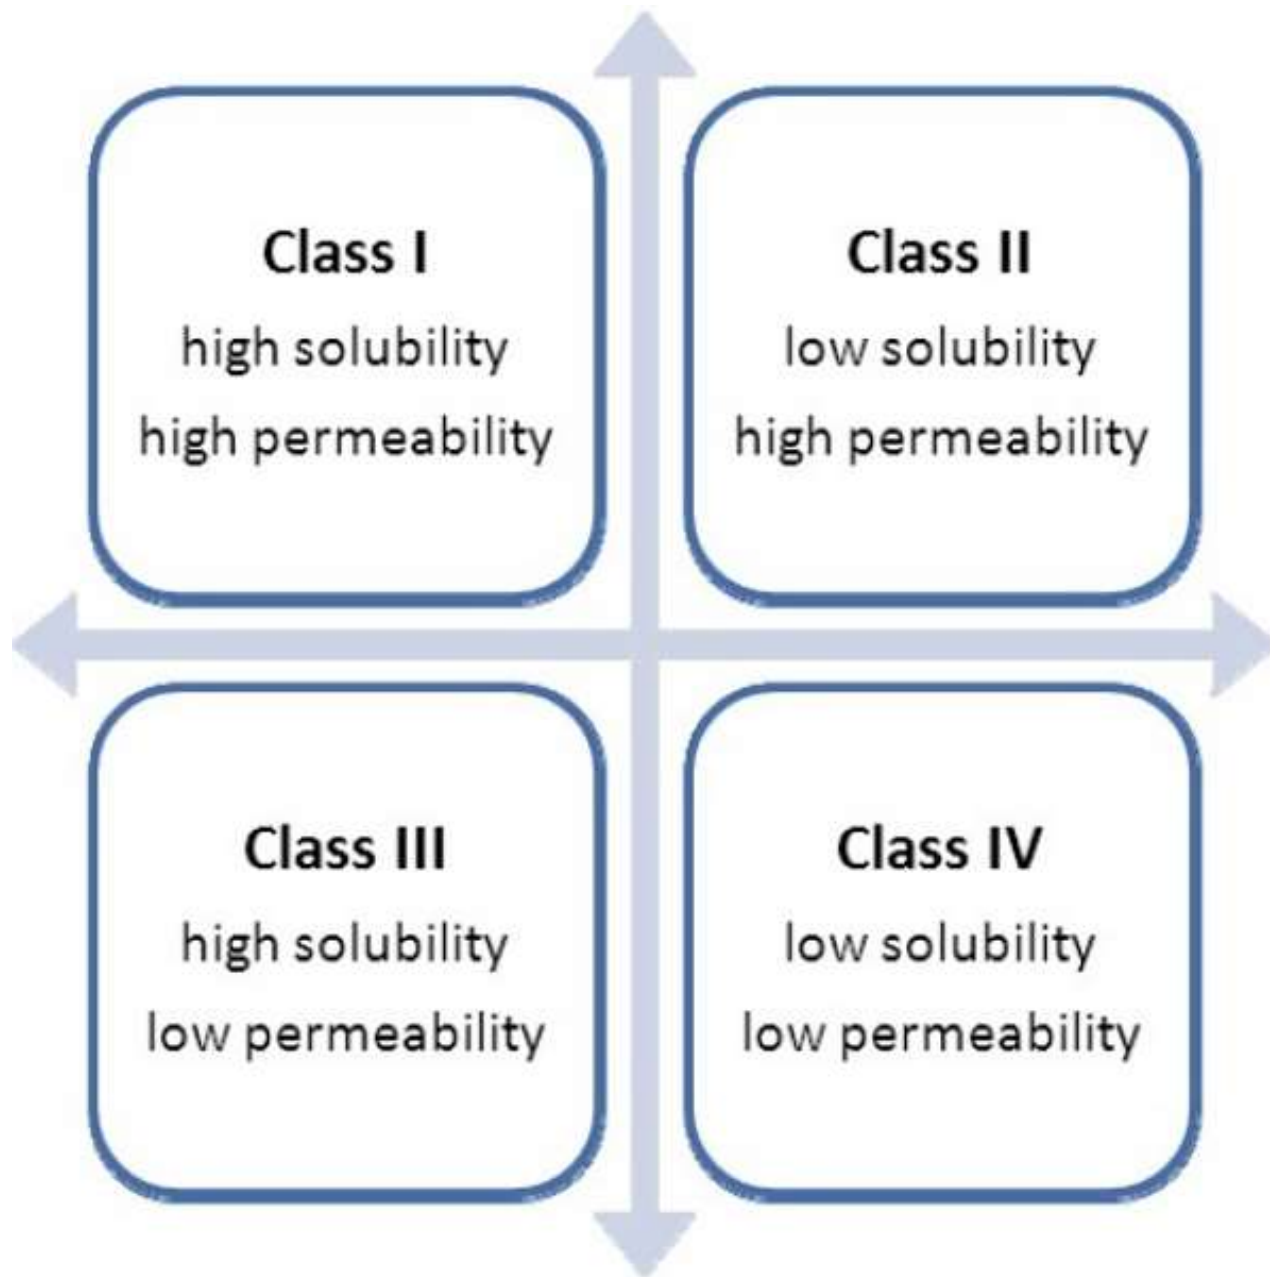 Class I
high solubility
high permeability
Class II
low solubility
high permeability
Class III
high solubility
low permeability
Class IV
low solubility
low permeability